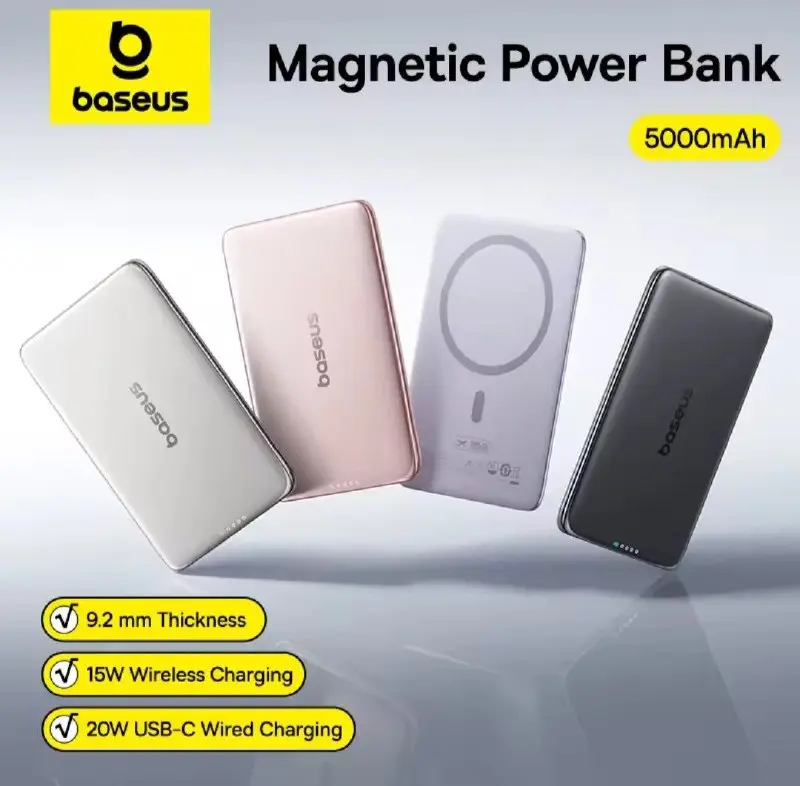 baseus
Magnetic Power Bank
5000mAh
baseus
baseus
baseus
9.2 mm Thickness
15W Wireless Charging
20W USB-C Wired Charging